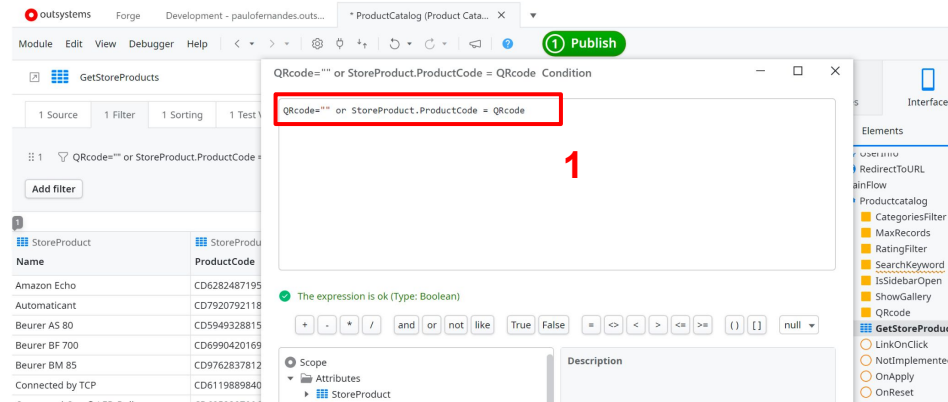 outsystems Forge Development - paulofernandes.outs... * ProductCatalog (Product Cata...
Module Edit View Debugger Help 1 Publish
GetStoreProducts
QRcode="" or StoreProduct.ProductCode = QRcode Condition
Interface
1 Source 1 Filter 1 Sorting 1 Test
QRcode="" or StoreProduct.ProductCode = QRcode
Elements
1 QRcode="" or StoreProduct.ProductCode =
1
UserInfo
RedirectToURL
Add filter
Productcatalog
CategoriesFilter
1
MaxRecords
StoreProduct StoreProdu
RatingFilter
Name ProductCode
SearchKeyword
IsSidebarOpen
Amazon Echo CD6282487195
The expression is ok (Type: Boolean)
ShowGallery
Automaticant CD7920792118
QRcode
Beurer AS 80 CD5949328815
+ - * / and or not like True False = <> < > <= >= () [] null
GetStoreProduc
Beurer BF 700 CD6990420169
LinkOnClick
Beurer BM 85 CD9762837812
Scope Description
NotImplemente
Attributes
OnApply
Connected by TCP CD6119889840
StoreProduct
OnReset